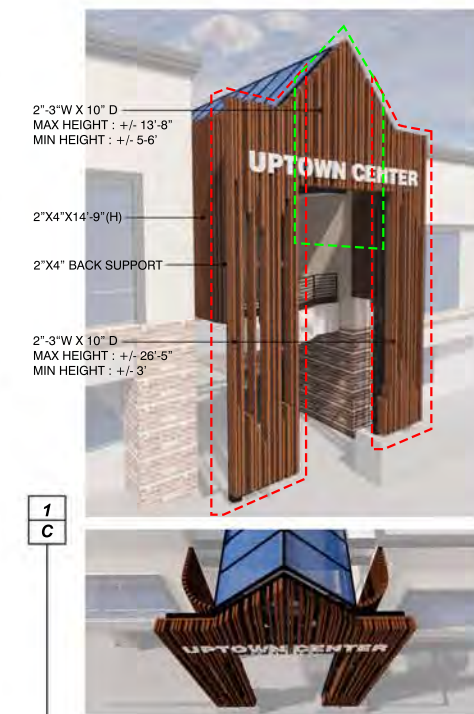 2"-3"W X 10" D
MAX HEIGHT : +/- 13'-8"
MIN HEIGHT : +/- 5-6'
UPTOWN CENTER
2"X4"X14'-9"(H)
2"X4" BACK SUPPORT
2"-3"W X 10" D
MAX HEIGHT : +/- 26'-5"
MIN HEIGHT : +/- 3'
1
C
UPTOWN CENTER